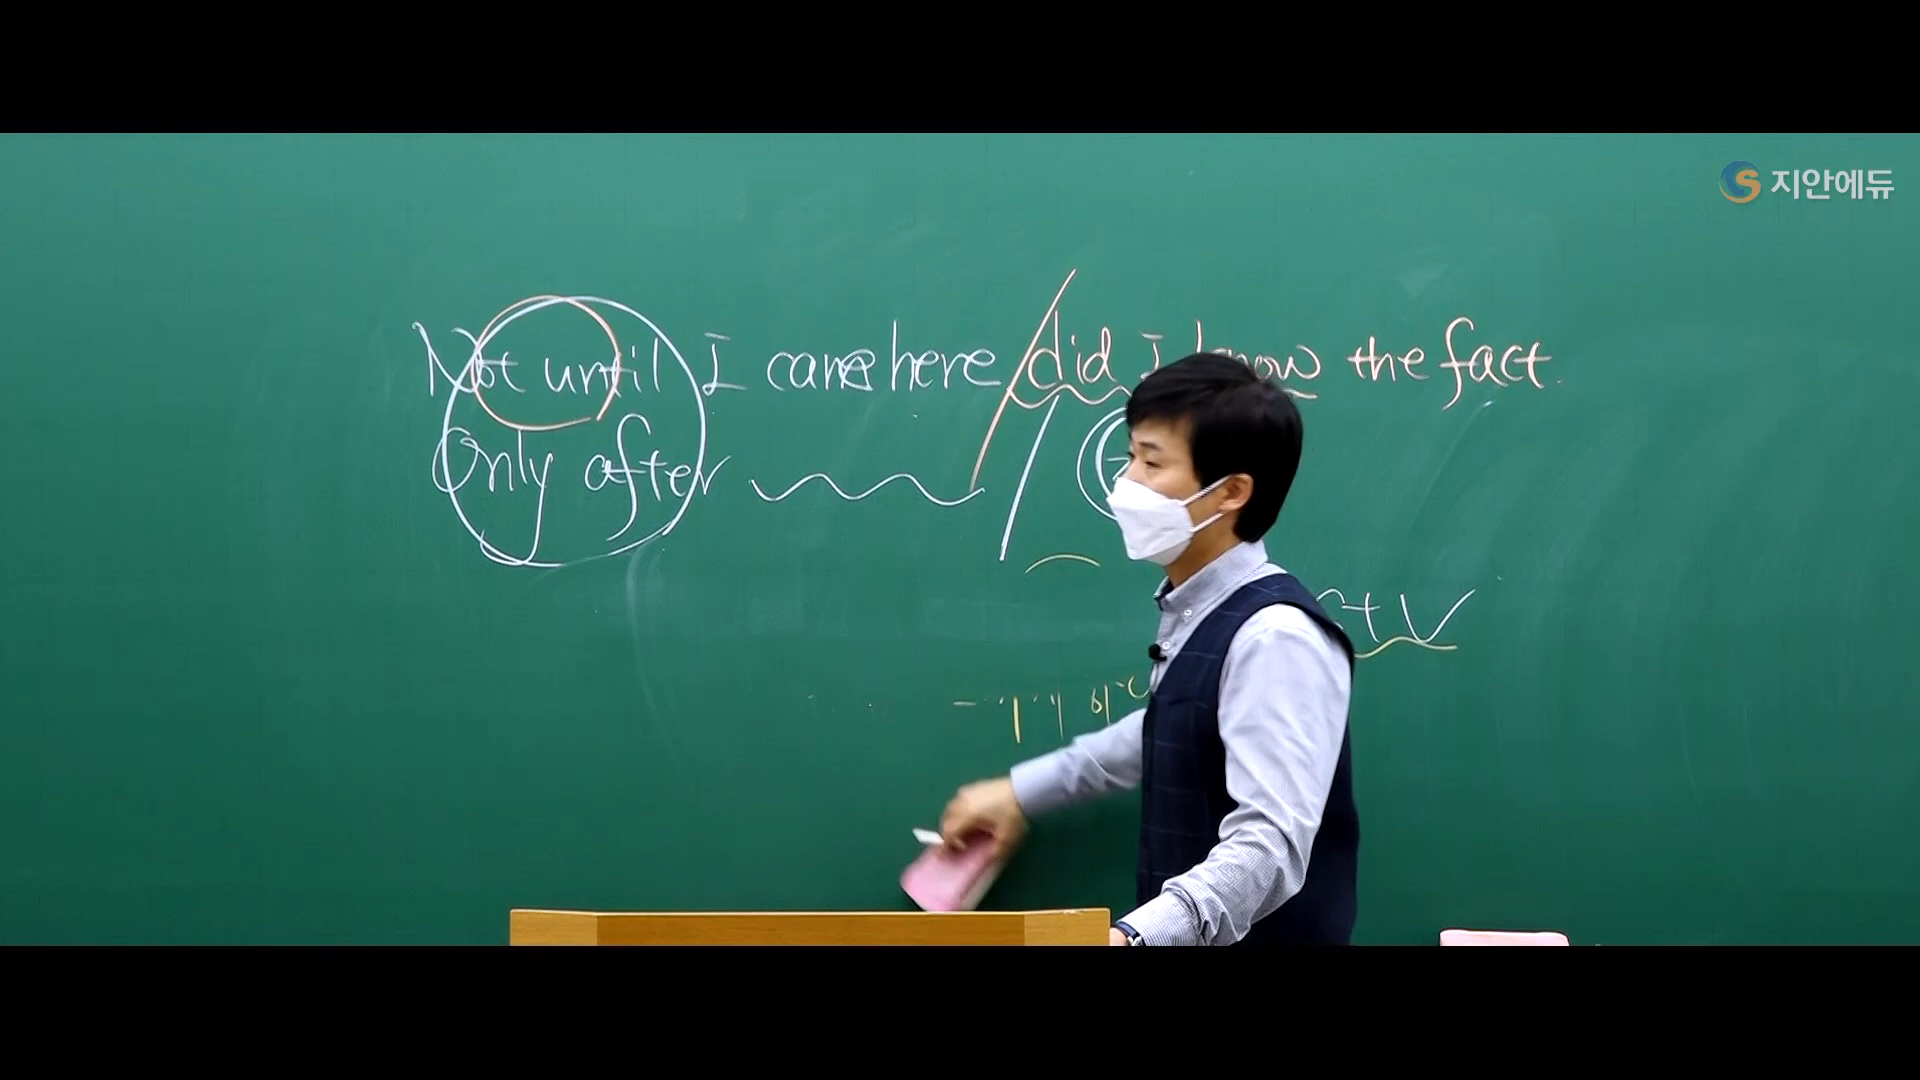 지안에듀
Not until I came here did I know the fact.
Only after
+ V